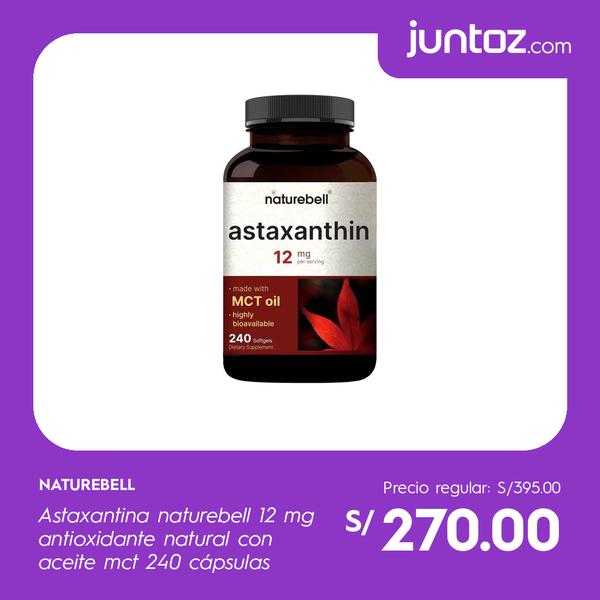 juntoz.com
naturebell®
astaxanthin
12 mg
per serving
• made with
MCT oil
• highly
bioavailable
240 Softgels
Dietary Supplement
NATUREBELL
Astaxantina naturebell 12 mg
antioxidante natural con
aceite mct 240 cápsulas
Precio regular: S/395.00
S/ 270.00